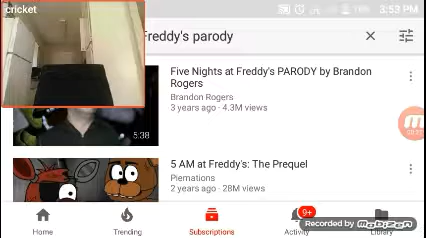 cricket
3:53 PM
Freddy's parody
Five Nights at Freddy's PARODY by Brandon
Rogers
Brandon Rogers
3 years ago · 4.3M views
5:38
5 AM at Freddy's: The Prequel
Piemations
2 years ago · 28M views
Home
Trending
Subscriptions
9+
Activity
Library
Recorded by mobizen